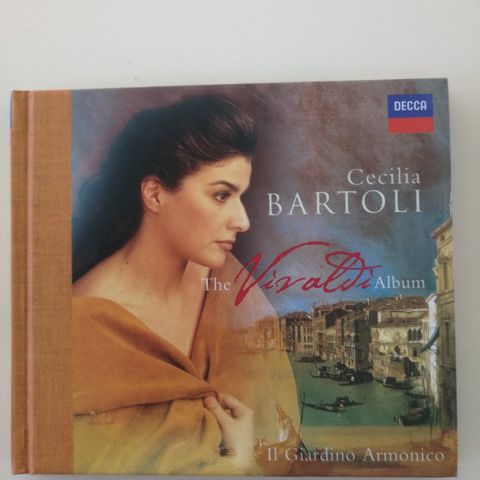 DECCA
Cecilia
BARTOLI
The Vivaldi Album
Il Giardino Armonico